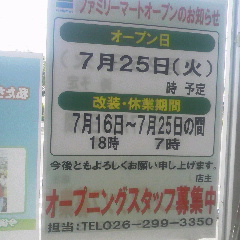 ファミリーマートオープンのお知らせ
オープン日
7月25日(火)
時 予定
改装・休業期間
7月16日～7月25日の間
18時 7時
今後ともよろしくお願い申し上げます。
店主
オープニングスタッフ募集中
担当:TEL026-299-3350